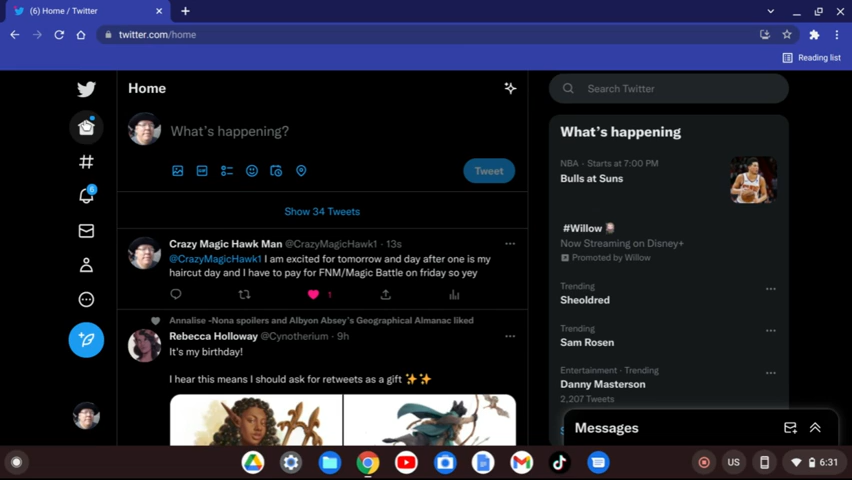 (6) Home / Twitter
twitter.com/home
Reading list
Home
Search Twitter
What's happening?
GIF
Tweet
Show 34 Tweets
Crazy Magic Hawk Man @CrazyMagicHawk1 · 13s
@CrazyMagicHawk1 I am excited for tomorrow and day after one is my
haircut day and I have to pay for FNM/Magic Battle on friday so yey
1
Annalise -Nona spoilers and Albyon Absey's Geographical Almanac liked
Rebecca Holloway @Cynotherium · 9h
It's my birthday!
I hear this means I should ask for retweets as a gift ✨✨
What's happening
NBA · Starts at 7:00 PM
Bulls at Suns
#Willow
Now Streaming on Disney+
Promoted by Willow
Trending
Sheoldred
Trending
Sam Rosen
Entertainment · Trending
Danny Masterson
2,207 Tweets
Messages
6
US
6:31